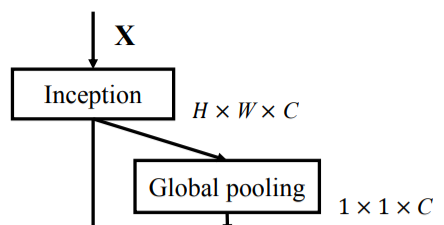 X
Inception
H × W × C
Global pooling
1 × 1 × C